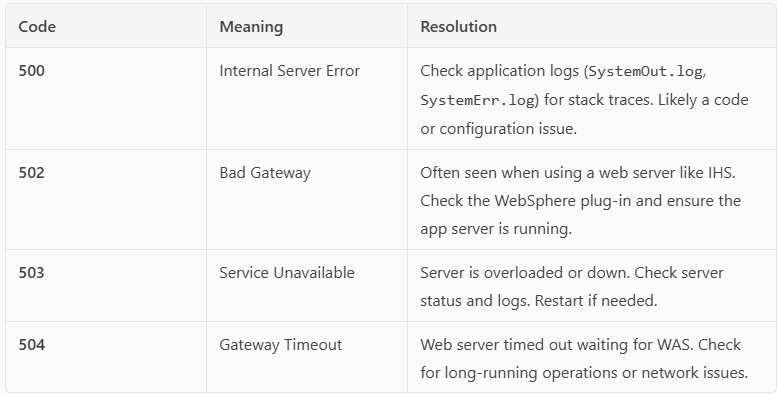 Code Meaning Resolution
500 Internal Server Error Check application logs (SystemOut.log,
SystemErr.log) for stack traces. Likely a code
or configuration issue.
502 Bad Gateway Often seen when using a web server like IHS.
Check the WebSphere plug-in and ensure the
app server is running.
503 Service Unavailable Server is overloaded or down. Check server
status and logs. Restart if needed.
504 Gateway Timeout Web server timed out waiting for WAS. Check
for long-running operations or network issues.